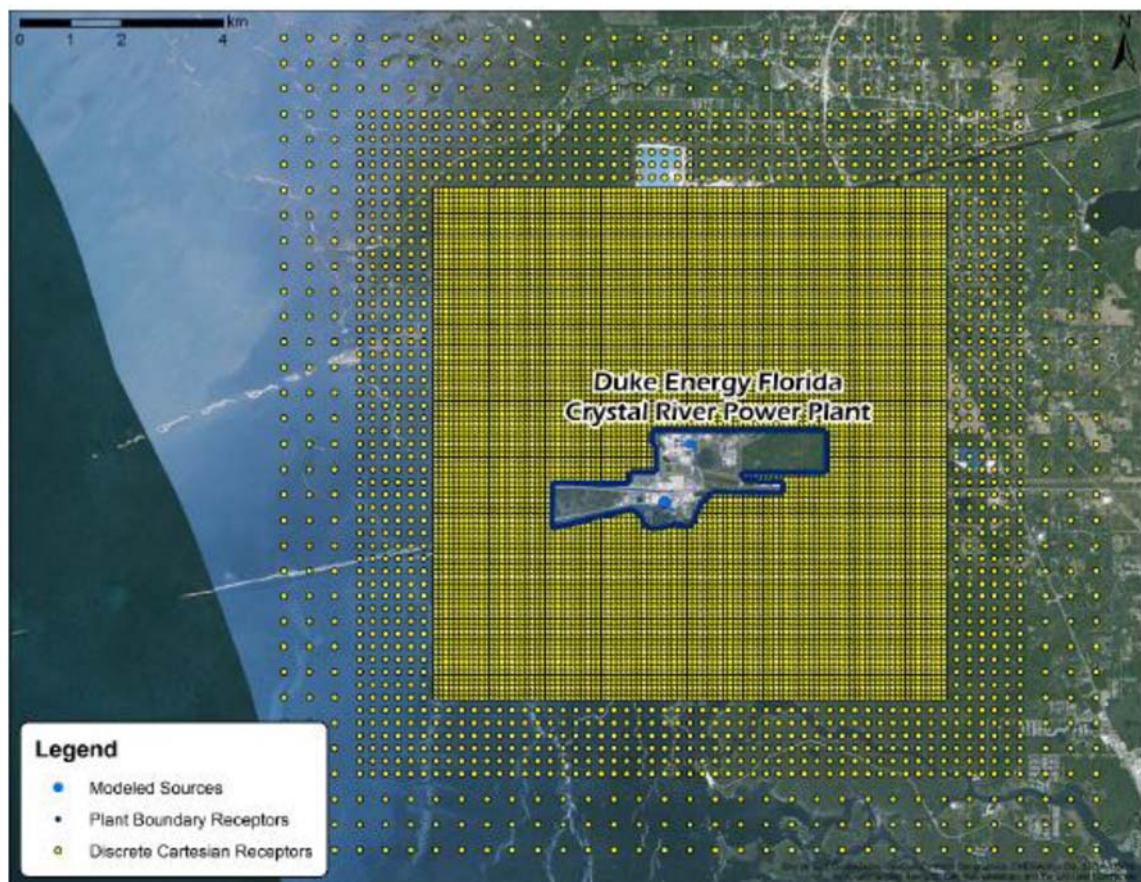 km
0 1 2 4
N
Duke Energy Florida
Crystal River Power Plant
Legend
Modeled Sources
Plant Boundary Receptors
Discrete Cartesian Receptors